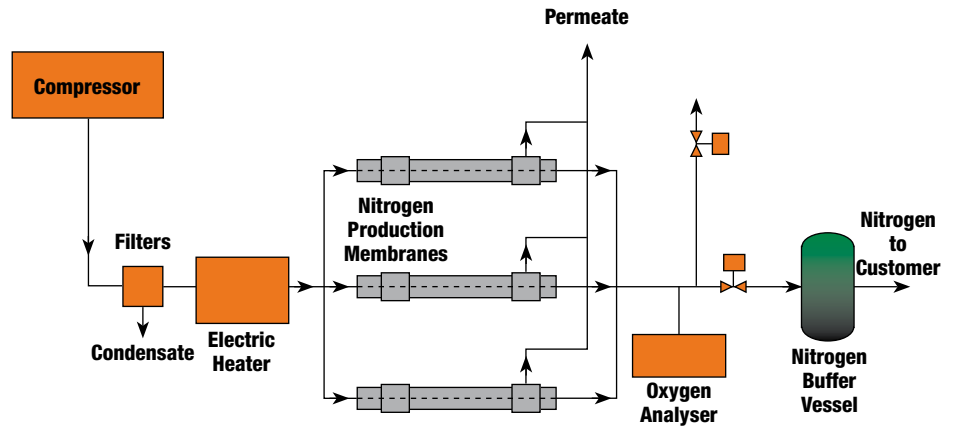 Permeate
Compressor
Filters
Condensate
Electric
Heater
Nitrogen
Production
Membranes
Oxygen
Analyser
Nitrogen
to
Customer
Nitrogen
Buffer
Vessel